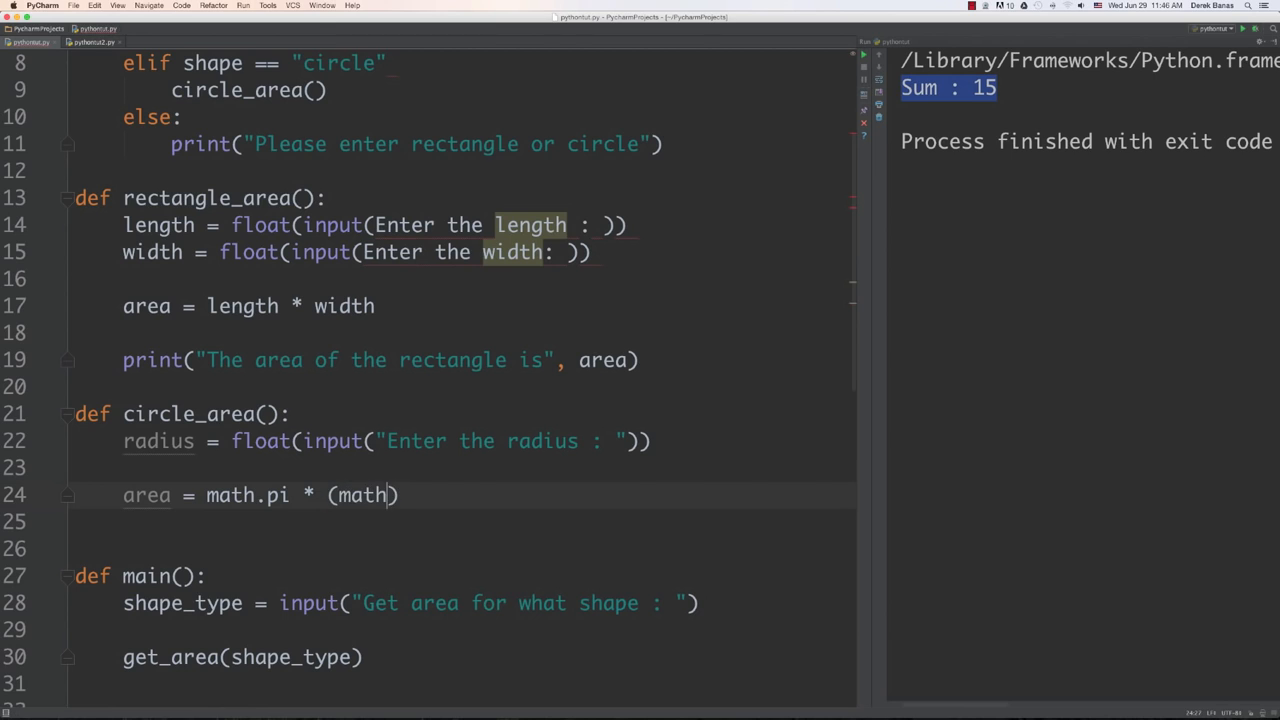 PyCharm File Edit View Navigate Code Refactor Run Tools VCS Window Help
Wed Jun 29 11:46 AM Derek Banas
pythontut.py - PycharmProjects - [~/PycharmProjects]
PycharmProjects pythontut.py
pythontut
pythontut.py pythontut2.py
Run: pythontut
8 elif shape == "circle"
9 circle_area()
10 else:
11 print("Please enter rectangle or circle")
12
13 def rectangle_area():
14 length = float(input(Enter the length : ))
15 width = float(input(Enter the width: ))
16
17 area = length * width
18
19 print("The area of the rectangle is", area)
20
21 def circle_area():
22 radius = float(input("Enter the radius : "))
23
24 area = math.pi * (math)
25
26
27 def main():
28 shape_type = input("Get area for what shape : ")
29
30 get_area(shape_type)
31
/Library/Frameworks/Python.frame
Sum : 15
Process finished with exit code
24:27 LF÷ UTF-8÷